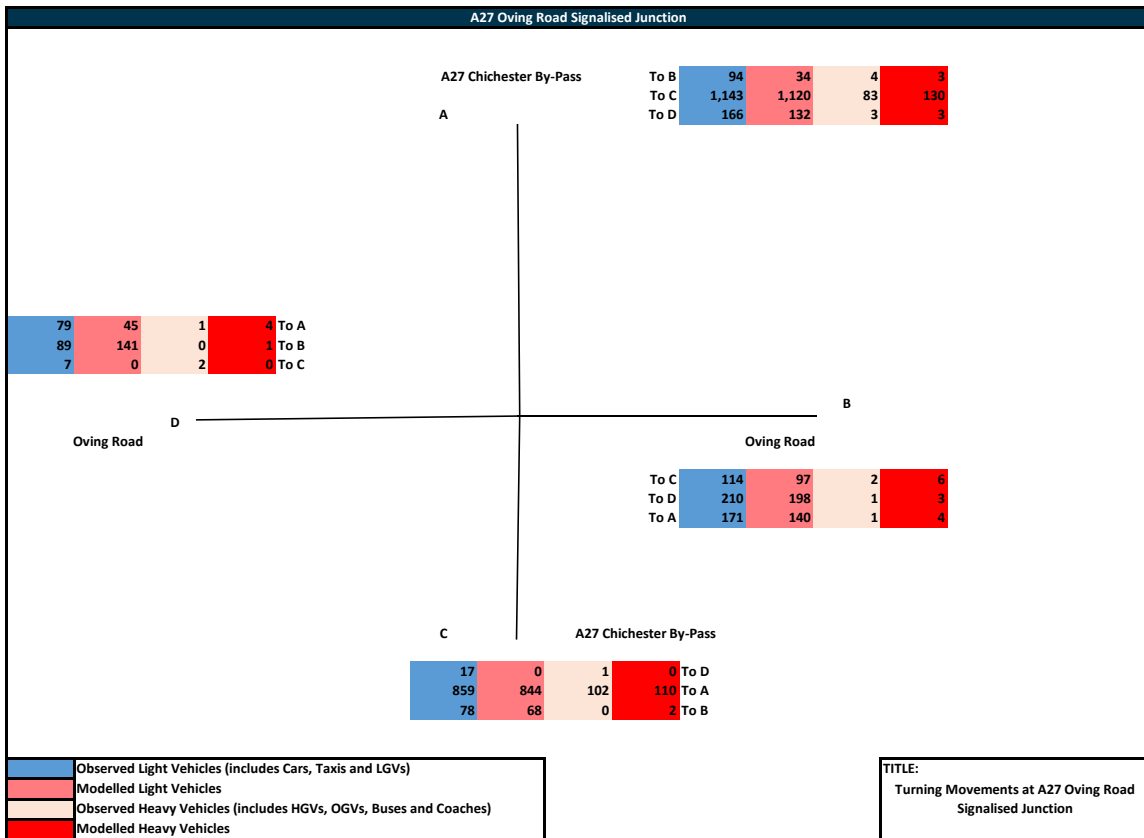 A27 Oving Road Signalised Junction
A27 Chichester By-Pass
To B 94 34 4 3
To C 1,143 1,120 83 130
To D 166 132 3 3
A
79 45 1 4 To A
89 141 0 1 To B
7 0 2 0 To C
B
D
Oving Road
Oving Road
To C 114 97 2 6
To D 210 198 1 3
To A 171 140 1 4
C
A27 Chichester By-Pass
17 0 1 0 To D
859 844 102 110 To A
78 68 0 2 To B
Observed Light Vehicles (includes Cars, Taxis and LGVs)
Modelled Light Vehicles
Observed Heavy Vehicles (includes HGVs, OGVs, Buses and Coaches)
Modelled Heavy Vehicles
TITLE:
Turning Movements at A27 Oving Road
Signalised Junction